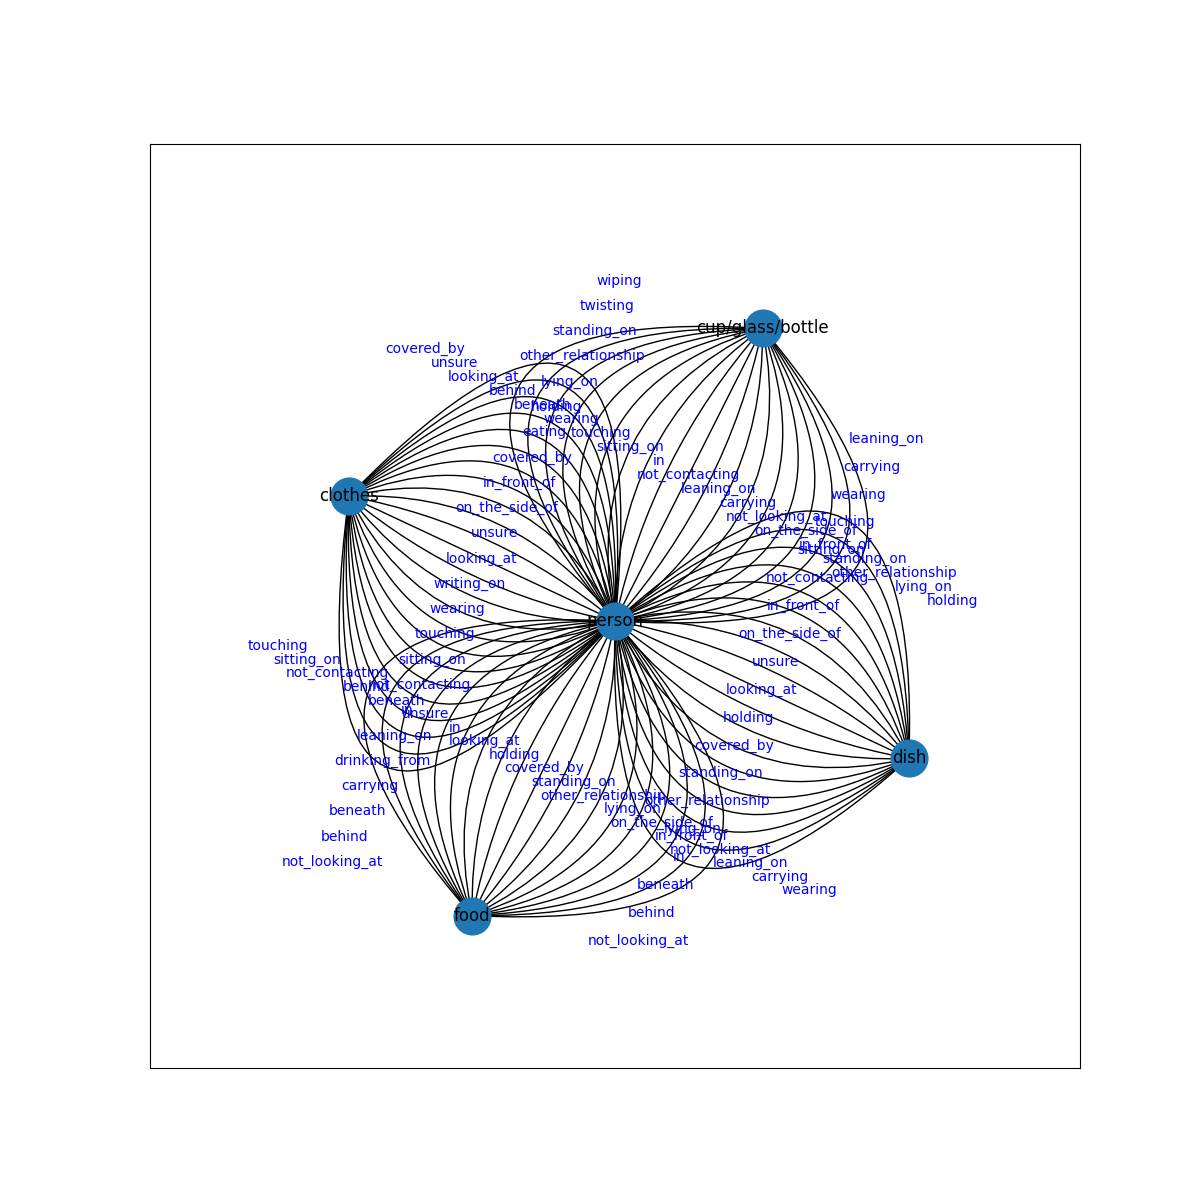 wiping
twisting
cup/glass/bottle
standing_on
covered_by
other_relationship
unsure
looking_at
lying_on
behind
beneath
holding
wearing
eating
touching
leaning_on
sitting_on
covered_by
in
carrying
not_contacting
in_front_of
leaning_on
clothes
wearing
carrying
on_the_side_of
not_looking_at
touching
on_the_side_of
unsure
in_front_of
sitting_on
looking_at
standing_on
other_relationship
not_contacting
writing_on
lying_on
holding
wearing
in_front_of
person
touching
on_the_side_of
touching
sitting_on
sitting_on
unsure
not_contacting
not_contacting
behind
looking_at
beneath
in
unsure
holding
in
leaning_on
looking_at
covered_by
holding
dish
drinking_from
covered_by
standing_on
standing_on
carrying
other_relationship
other_relationship
beneath
lying_on
on_the_side_of
lying_on
behind
in_front_of
not_looking_at
in
not_looking_at
leaning_on
carrying
beneath
wearing
behind
food
not_looking_at